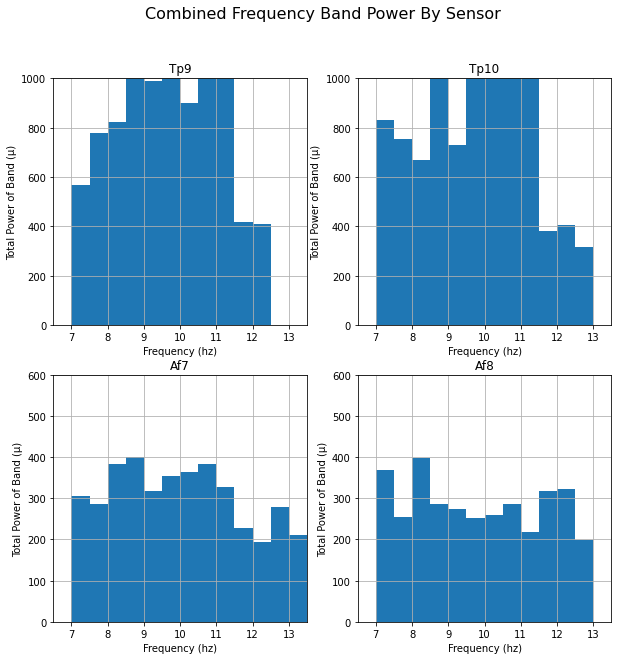 Combined Frequency Band Power By Sensor
Tp9
Total Power of Band (µ)
1000
800
600
400
200
0
7 8 9 10 11 12 13
Frequency (hz)
Tp10
Total Power of Band (µ)
1000
800
600
400
200
0
7 8 9 10 11 12 13
Frequency (hz)
Af7
Total Power of Band (µ)
600
500
400
300
200
100
0
7 8 9 10 11 12 13
Frequency (hz)
Af8
Total Power of Band (µ)
600
500
400
300
200
100
0
7 8 9 10 11 12 13
Frequency (hz)